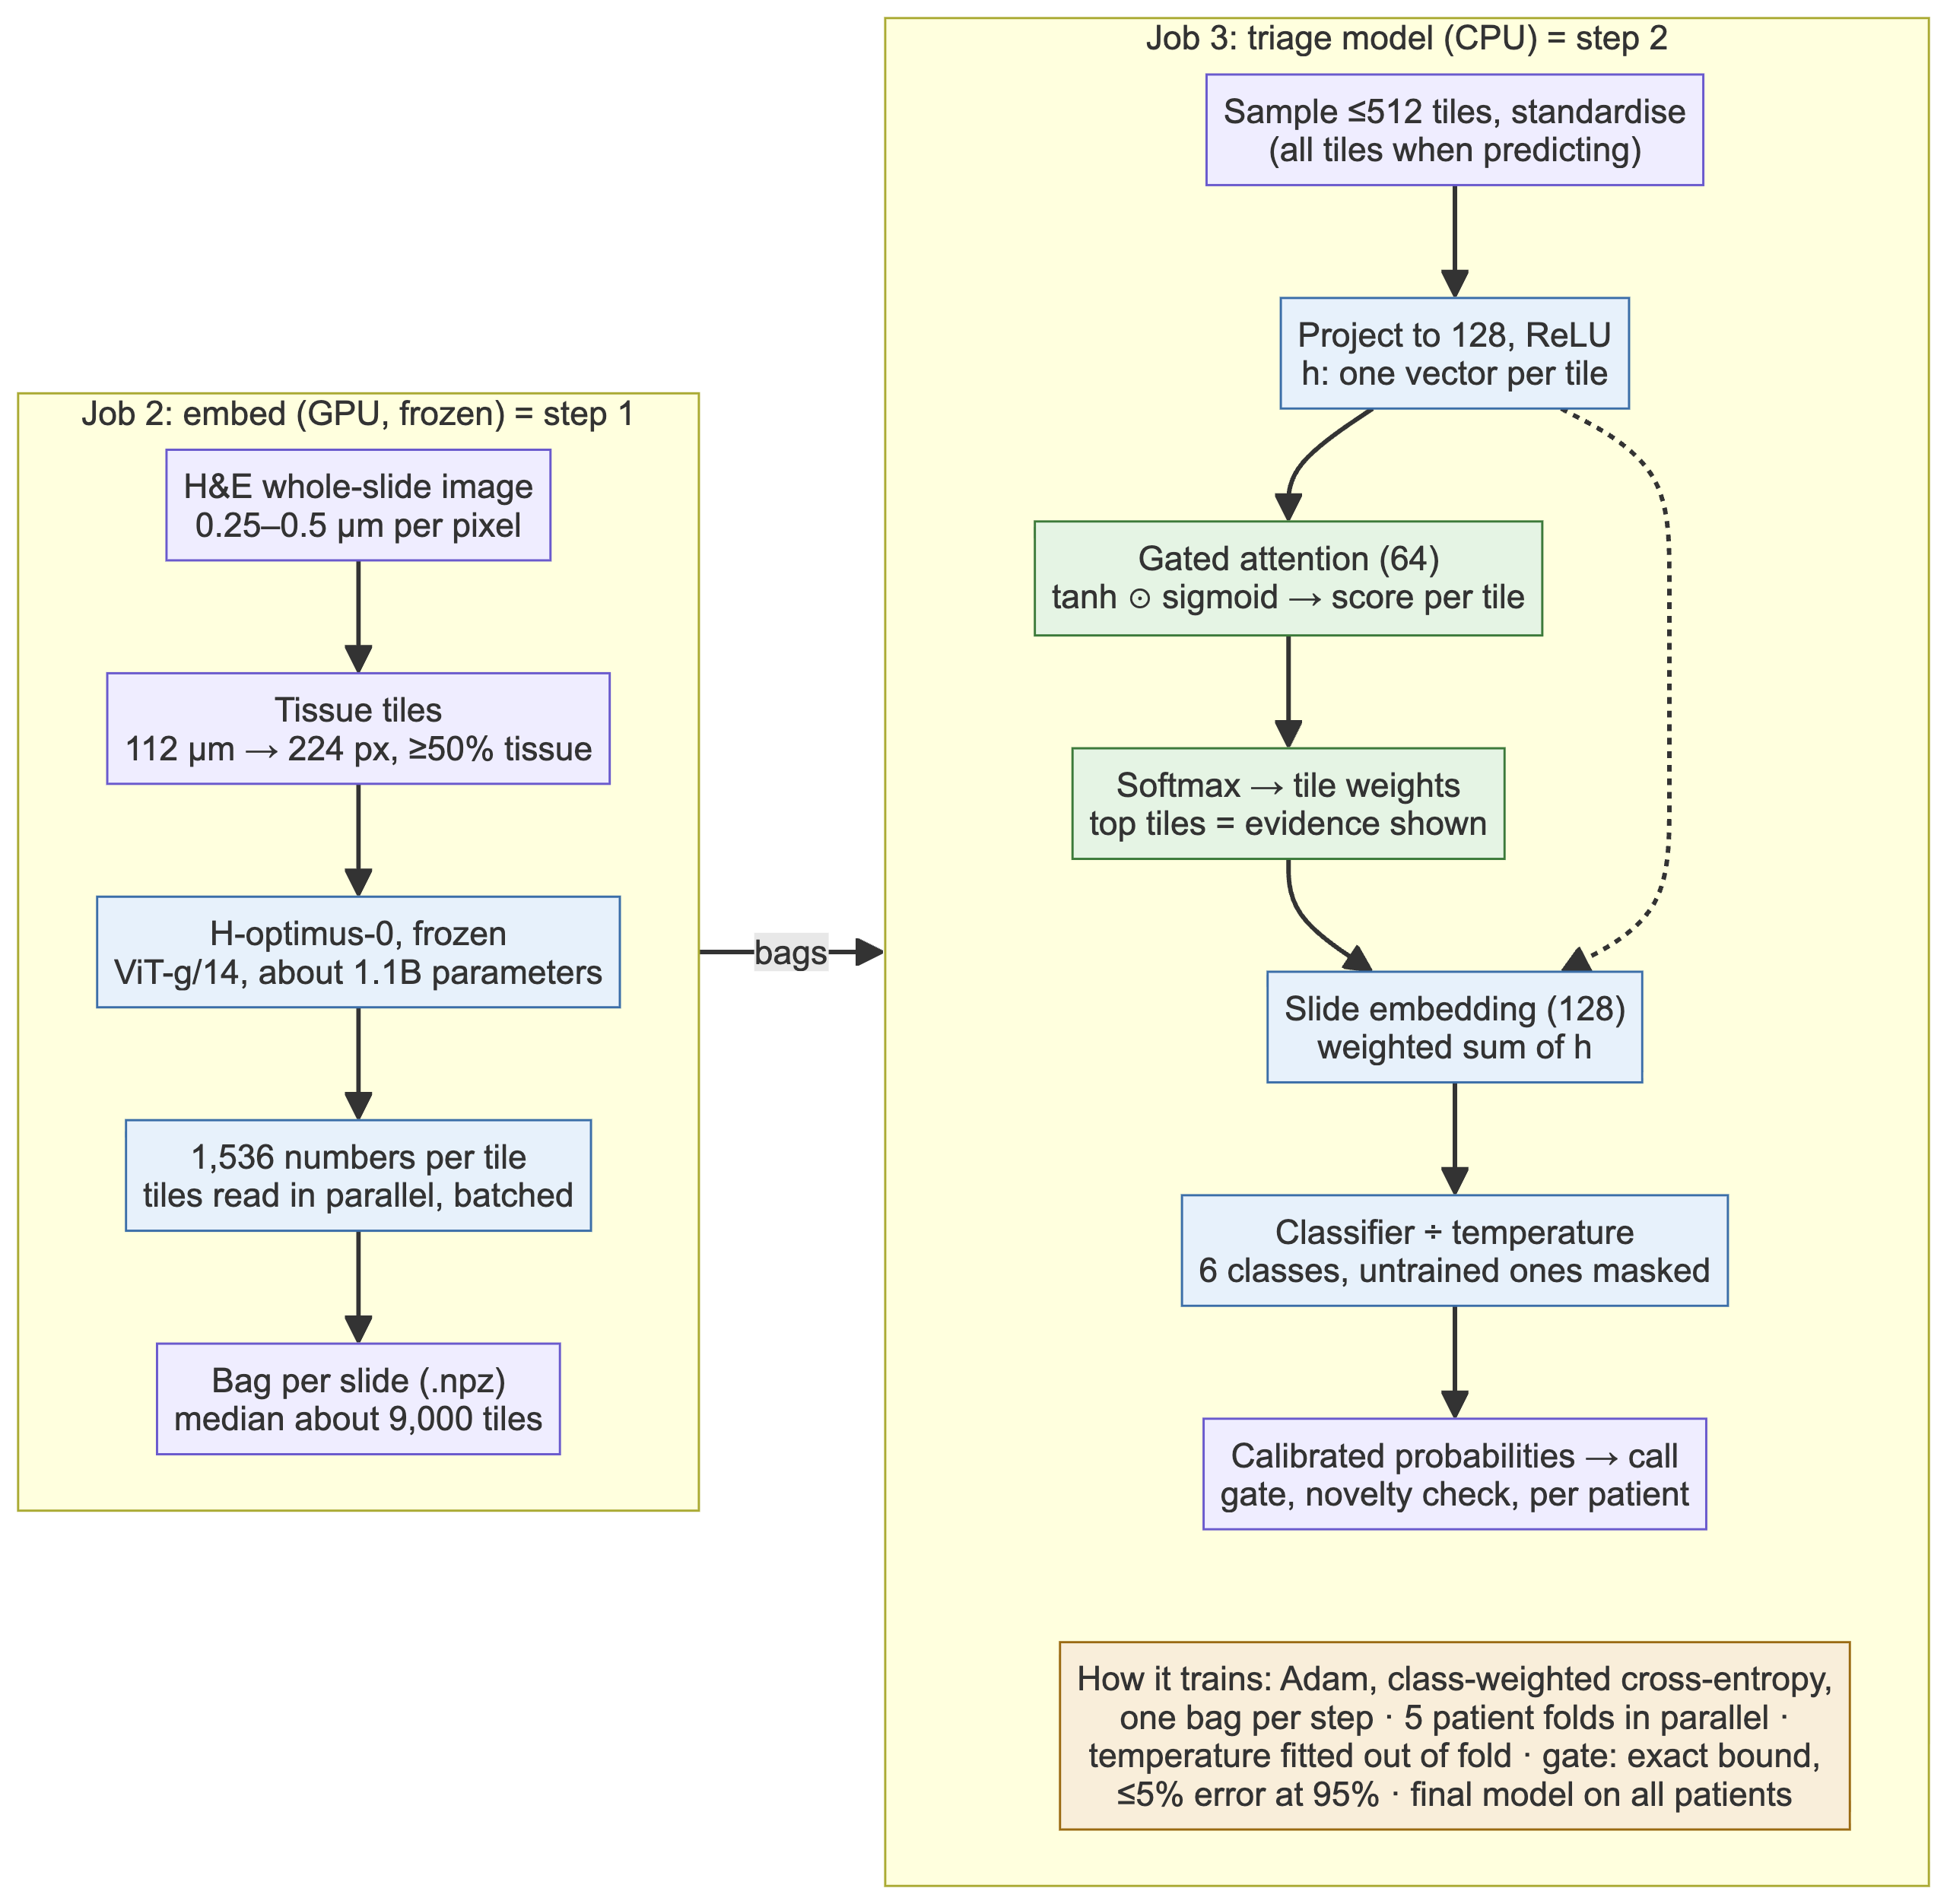 Job 2: embed (GPU, frozen) = step 1
H&E whole-slide image
0.25–0.5 µm per pixel
Tissue tiles
112 µm → 224 px, ≥50% tissue
H-optimus-0, frozen
ViT-g/14, about 1.1B parameters
1,536 numbers per tile
tiles read in parallel, batched
Bag per slide (.npz)
median about 9,000 tiles
bags
Job 3: triage model (CPU) = step 2
Sample ≤512 tiles, standardise
(all tiles when predicting)
Project to 128, ReLU
h: one vector per tile
Gated attention (64)
tanh ⊙ sigmoid → score per tile
Softmax → tile weights
top tiles = evidence shown
Slide embedding (128)
weighted sum of h
Classifier ÷ temperature
6 classes, untrained ones masked
Calibrated probabilities → call
gate, novelty check, per patient
How it trains: Adam, class-weighted cross-entropy,
one bag per step · 5 patient folds in parallel ·
temperature fitted out of fold · gate: exact bound,
≤5% error at 95% · final model on all patients